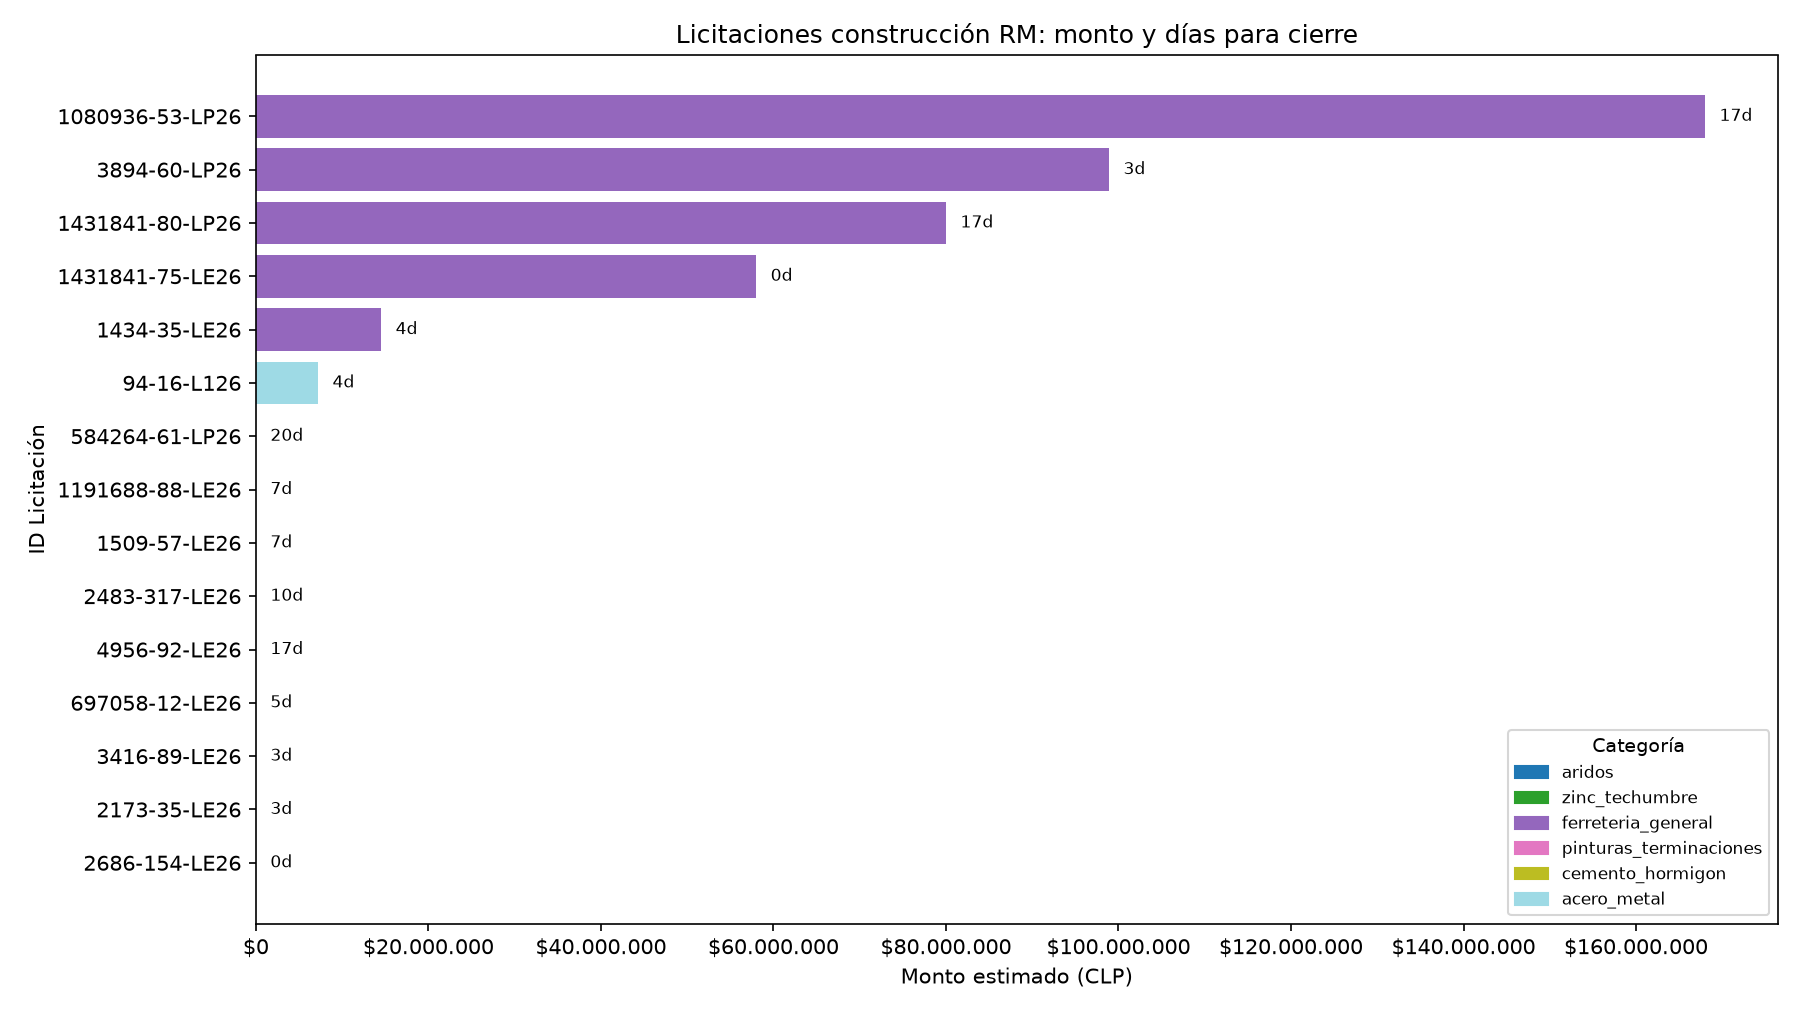 Licitaciones construcción RM: monto y días para cierre
1080936-53-LP26 17d
3894-60-LP26 3d
1431841-80-LP26 17d
1431841-75-LE26 0d
1434-35-LE26 4d
94-16-L126 4d
584264-61-LP26 20d
1191688-88-LE26 7d
1509-57-LE26 7d
2483-317-LE26 10d
4956-92-LE26 17d
697058-12-LE26 5d
3416-89-LE26 3d
2173-35-LE26 3d
2686-154-LE26 0d
ID Licitación
Categoría
aridos
zinc_techumbre
ferreteria_general
pinturas_terminaciones
cemento_hormigon
acero_metal
$0 $20.000.000 $40.000.000 $60.000.000 $80.000.000 $100.000.000 $120.000.000 $140.000.000 $160.000.000
Monto estimado (CLP)